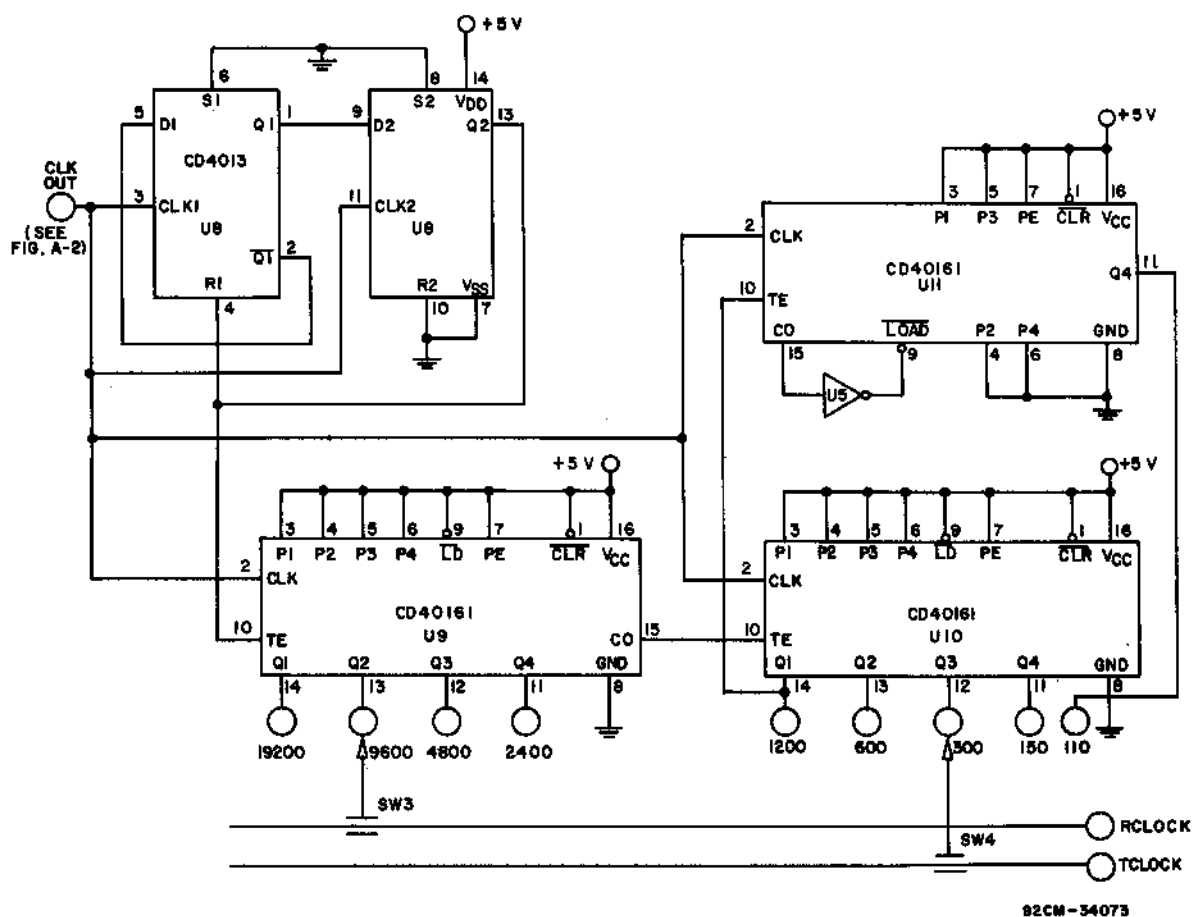 +5V
6
8
14
S1
S2
VDD
5
D1
Q1
1
9
D2
Q2
13
CD4013
CLK
OUT
3
CLK1
11
CLK2
(SEE
FIG. A-2)
U8
U8
Q1
2
R1
R2
VSS
4
10
7
+5V
3
5
7
1
16
P1
P3
PE
CLR
VCC
2
CLK
CD40161
U11
Q4
11
10
TE
CO
LOAD
P2
P4
GND
15
9
4
6
8
U5
+5V
3
4
5
6
9
7
1
16
P1
P2
P3
P4
LD
PE
CLR
VCC
2
CLK
CD40161
U9
10
TE
CO
15
Q1
Q2
Q3
Q4
GND
14
13
12
11
8
19200
9600
4800
2400
+5V
3
4
5
6
9
7
1
16
P1
P2
P3
P4
LD
PE
CLR
VCC
2
CLK
CD40161
U10
10
TE
Q1
Q2
Q3
Q4
GND
14
13
12
11
8
1200
600
300
150
110
SW3
SW4
RCLOCK
TCLOCK
92CM-34073